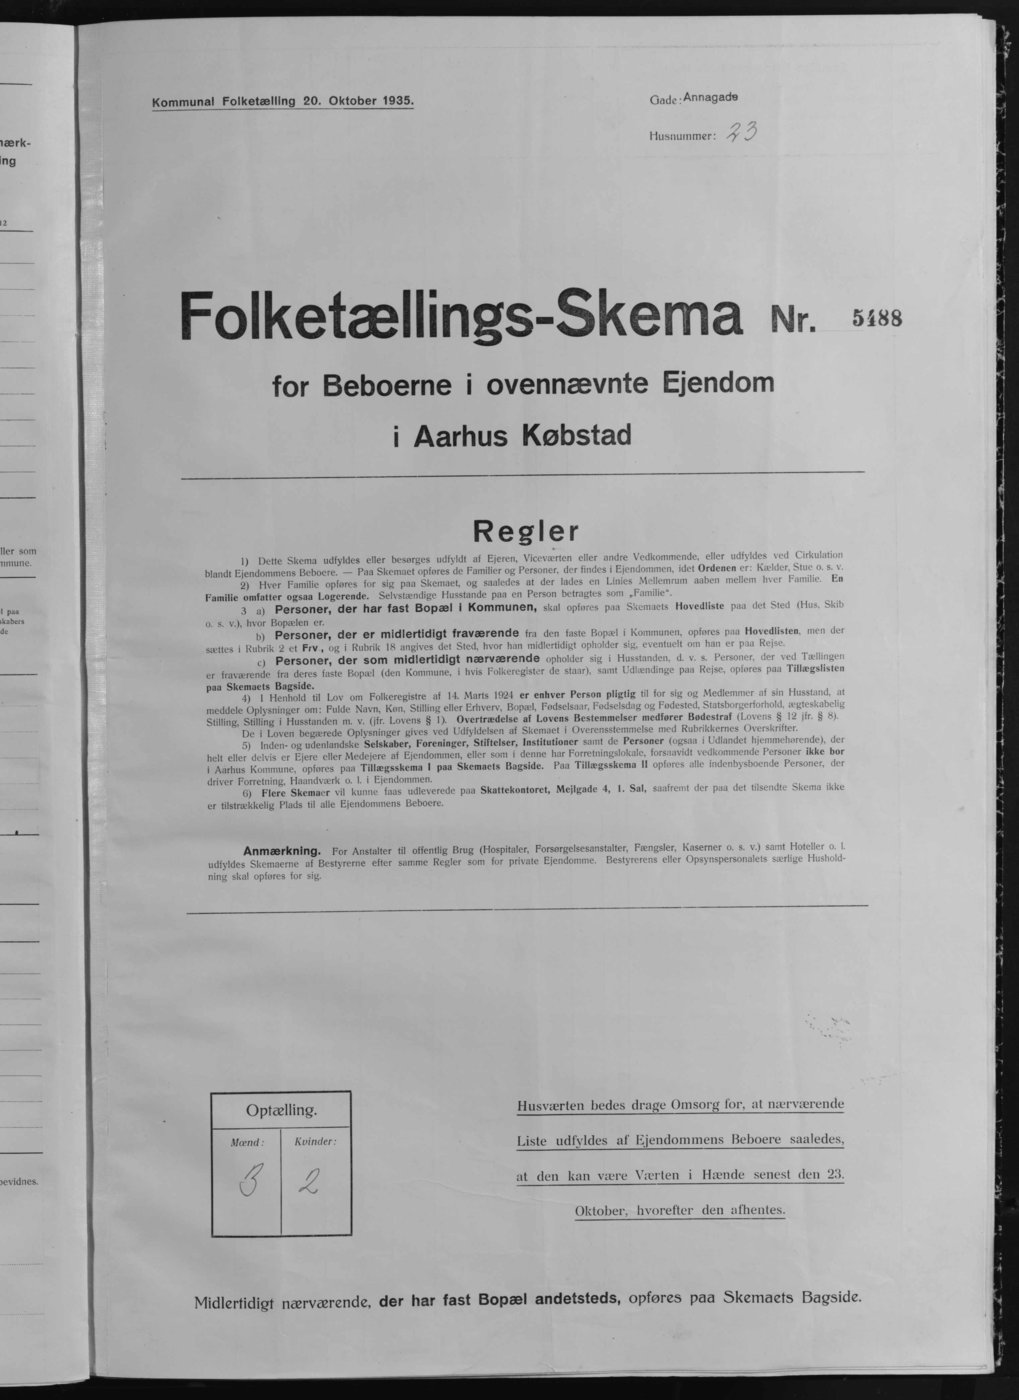 Kommunal Folketælling 20. Oktober 1935.
Gade: Annagade
Husnummer: 23
Folketællings-Skema Nr. 5488
for Beboerne i ovennævnte Ejendom
i Aarhus Købstad
Regler
1) Dette Skema udfyldes eller besørges udfyldt af Ejeren, Viceværten eller andre Vedkommende, eller udfyldes ved Cirkulation
blandt Ejendommens Beboere. — Paa Skemaet opføres de Familier og Personer, der findes i Ejendommen, idet Ordenen er: Kælder, Stue o. s. v.
2) Hver Familie opføres for sig paa Skemaet, og saaledes at der lades en Linies Mellemrum aaben mellem hver Familie. En
Familie omfatter ogsaa Logerende. Selvstændige Husstande paa en Person betragtes som „Familie".
3 a) Personer, der har fast Bopæl i Kommunen, skal opføres paa Skemaets Hovedliste paa det Sted (Hus, Skib
o. s. v.), hvor Bopælen er.
b) Personer, der er midlertidigt fraværende fra den faste Bopæl i Kommunen, opføres paa Hovedlisten, men der
sættes i Rubrik 2 et Frv., og i Rubrik 18 angives det Sted, hvor han midlertidigt opholder sig, eventuelt om han er paa Rejse.
c) Personer, der som midlertidigt nærværende opholder sig i Husstanden, d. v. s. Personer, der ved Tællingen
er fraværende fra deres faste Bopæl (den Kommune, i hvis Folkeregister de staar), samt Udlændinge paa Rejse, opføres paa Tillægslisten
paa Skemaets Bagside.
4) I Henhold til Lov om Folkeregistre af 14. Marts 1924 er enhver Person pligtig til for sig og Medlemmer af sin Husstand, at
meddele Oplysninger om: Fulde Navn, Køn, Stilling eller Erhverv, Bopæl, Fødselsaar, Fødselsdag og Fødested, Statsborgerforhold, ægteskabelig
Stilling, Stilling i Husstanden m. v. (jfr. Lovens § 1). Overtrædelse af Lovens Bestemmelser medfører Bødestraf (Lovens § 12 jfr. § 8).
De i Loven begærede Oplysninger gives ved Udfyldelsen af Skemaet i Overensstemmelse med Rubrikkernes Overskrifter.
5) Inden- og udenlandske Selskaber, Foreninger, Stiftelser, Institutioner samt de Personer (ogsaa i Udlandet hjemmehørende), der
helt eller delvis er Ejere eller Medejere af Ejendommen, eller som i denne har Forretningslokale, forsaavidt vedkommende Personer ikke bor
i Aarhus Kommune, opføres paa Tillægsskema I paa Skemaets Bagside. Paa Tillægsskema II opføres alle indenbysboende Personer, der
driver Forretning, Haandværk o. l. i Ejendommen.
6) Flere Skemaer vil kunne faas udleverede paa Skattekontoret, Mejlgade 4, 1. Sal, saafremt der paa det tilsendte Skema ikke
er tilstrækkelig Plads til alle Ejendommens Beboere.
Anmærkning. For Anstalter til offentlig Brug (Hospitaler, Forsørgelsesanstalter, Fængsler, Kaserner o. s. v.) samt Hoteller o. l.
udfyldes Skemaerne af Bestyrerne efter samme Regler som for private Ejendomme. Bestyrerens eller Opsynspersonalets særlige Hushold-
ning skal opføres for sig.
Optælling.
Mænd: Kvinder:
3 2
Husværten bedes drage Omsorg for, at nærværende
Liste udfyldes af Ejendommens Beboere saaledes,
at den kan være Værten i Hænde senest den 23.
Oktober, hvorefter den afhentes.
Midlertidigt nærværende, der har fast Bopæl andetsteds, opføres paa Skemaets Bagside.